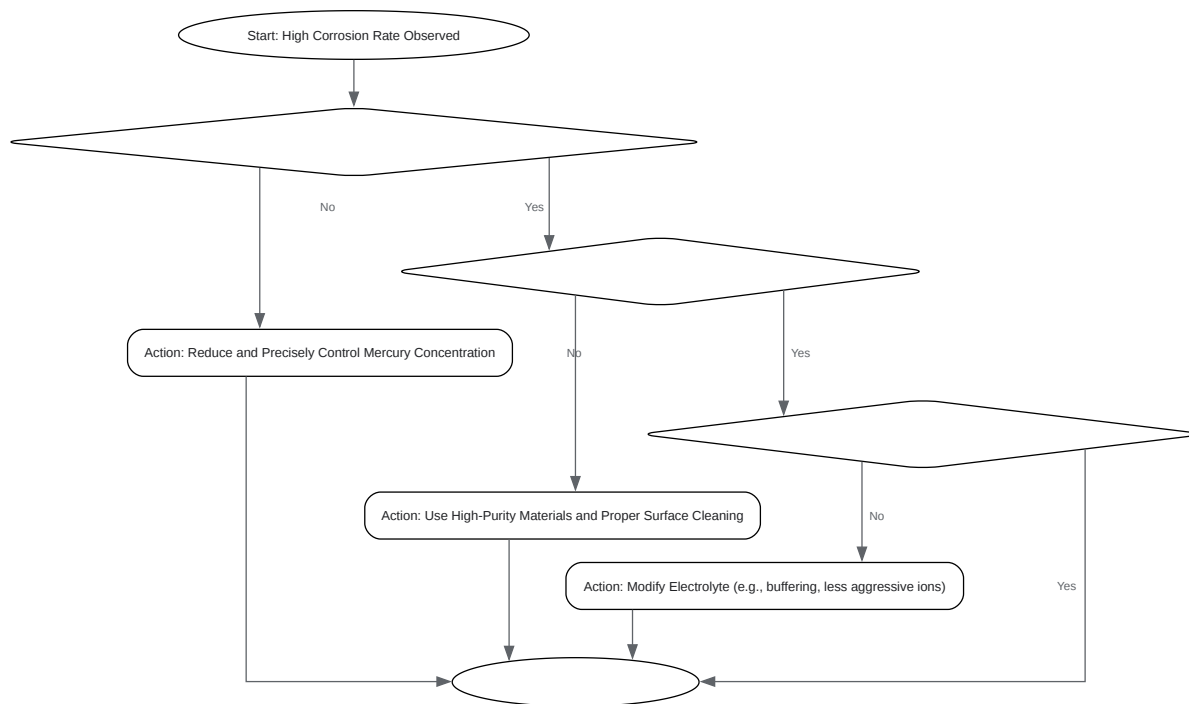 Start: High Corrosion Rate Observed
No
Yes
Action: Reduce and Precisely Control Mercury Concentration
No
Yes
Action: Use High-Purity Materials and Proper Surface Cleaning
No
Action: Modify Electrolyte (e.g., buffering, less aggressive ions)
Yes